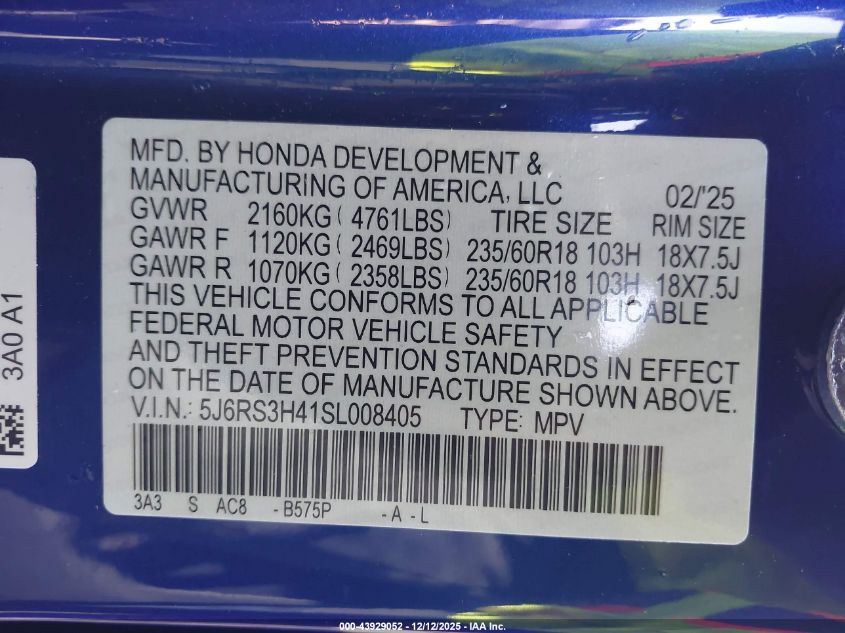 MFD. BY HONDA DEVELOPMENT &
MANUFACTURING OF AMERICA, LLC 02/'25
GVWR 2160KG ( 4761LBS) TIRE SIZE RIM SIZE
GAWR F 1120KG ( 2469LBS) 235/60R18 103H 18X7.5J
GAWR R 1070KG ( 2358LBS) 235/60R18 103H 18X7.5J
THIS VEHICLE CONFORMS TO ALL APPLICABLE
FEDERAL MOTOR VEHICLE SAFETY
AND THEFT PREVENTION STANDARDS IN EFFECT
ON THE DATE OF MANUFACTURE SHOWN ABOVE.
V.I.N.: 5J6RS3H41SL008405 TYPE: MPV
3A3 S AC8 -B575P -A-L
3A0 A1
000-43929052 - 12/12/2025 - IAA Inc.